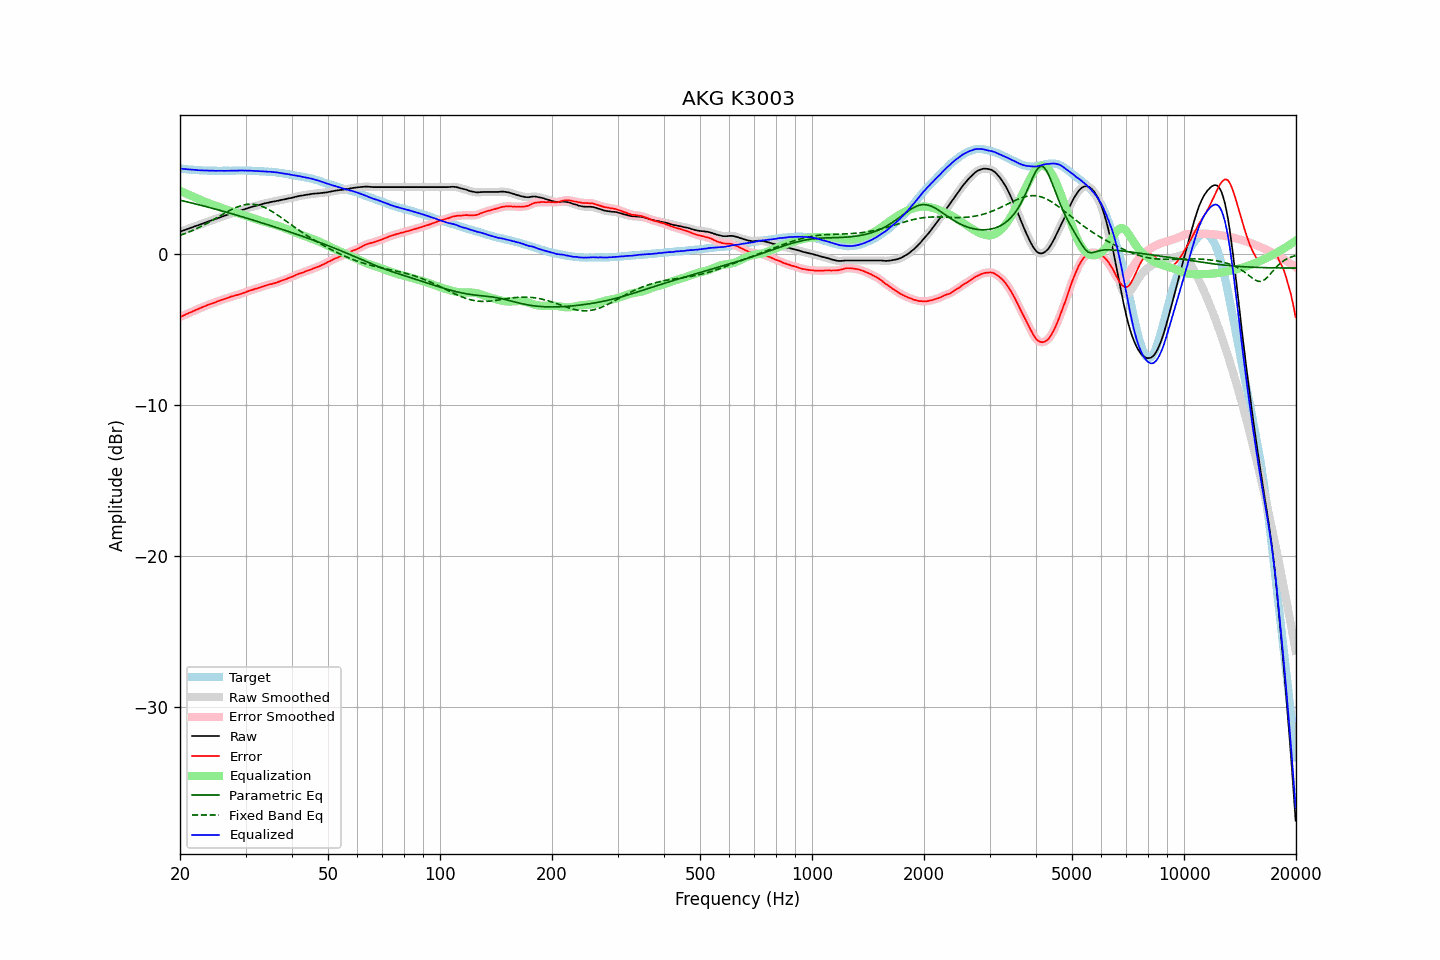 AKG K3003
Amplitude (dBr)
0
−10
−20
−30
Target
Raw Smoothed
Error Smoothed
Raw
Error
Equalization
Parametric Eq
Fixed Band Eq
Equalized
20 50 100 200 500 1000 2000 5000 10000 20000
Frequency (Hz)